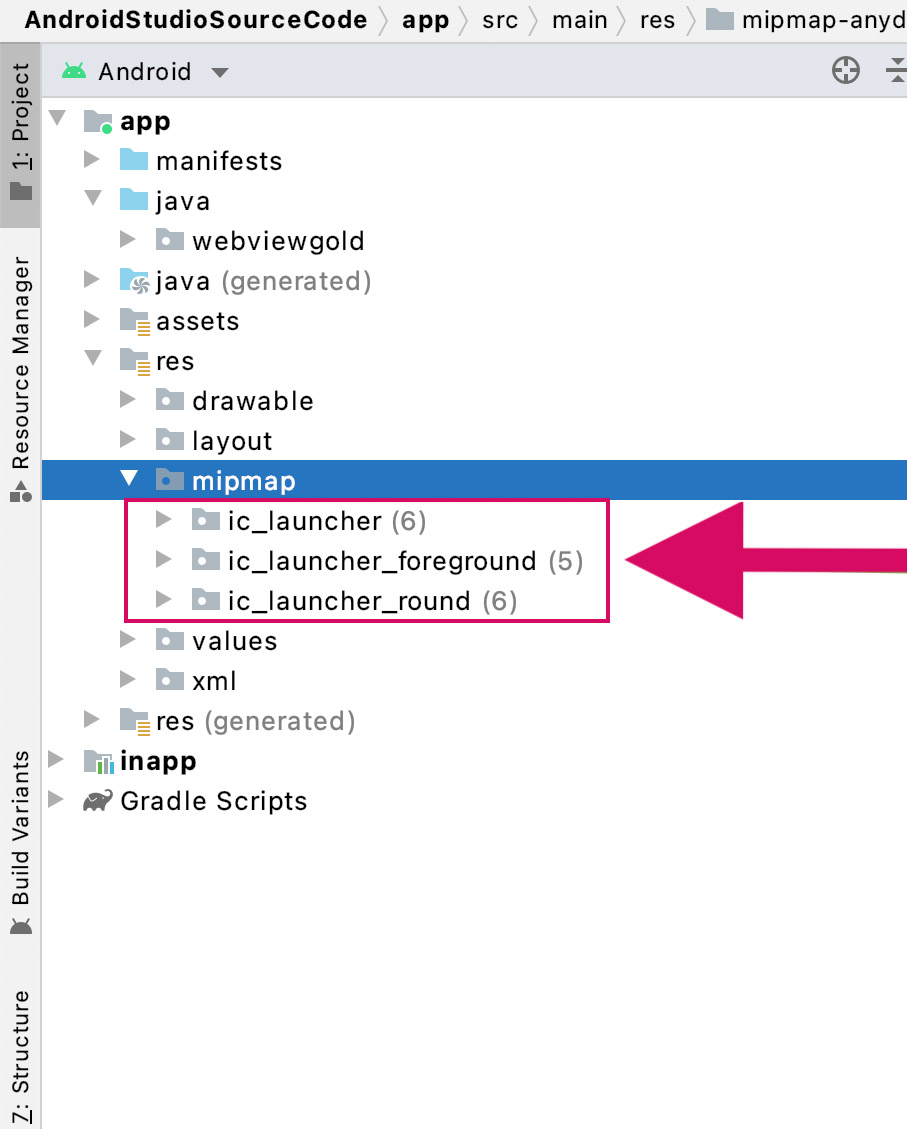 AndroidStudioSourceCode app src main res mipmap-anyd
Android
1: Project
Resource Manager
Build Variants
7: Structure
app
manifests
java
webviewgold
java (generated)
assets
res
drawable
layout
mipmap
ic_launcher (6)
ic_launcher_foreground (5)
ic_launcher_round (6)
values
xml
res (generated)
inapp
Gradle Scripts